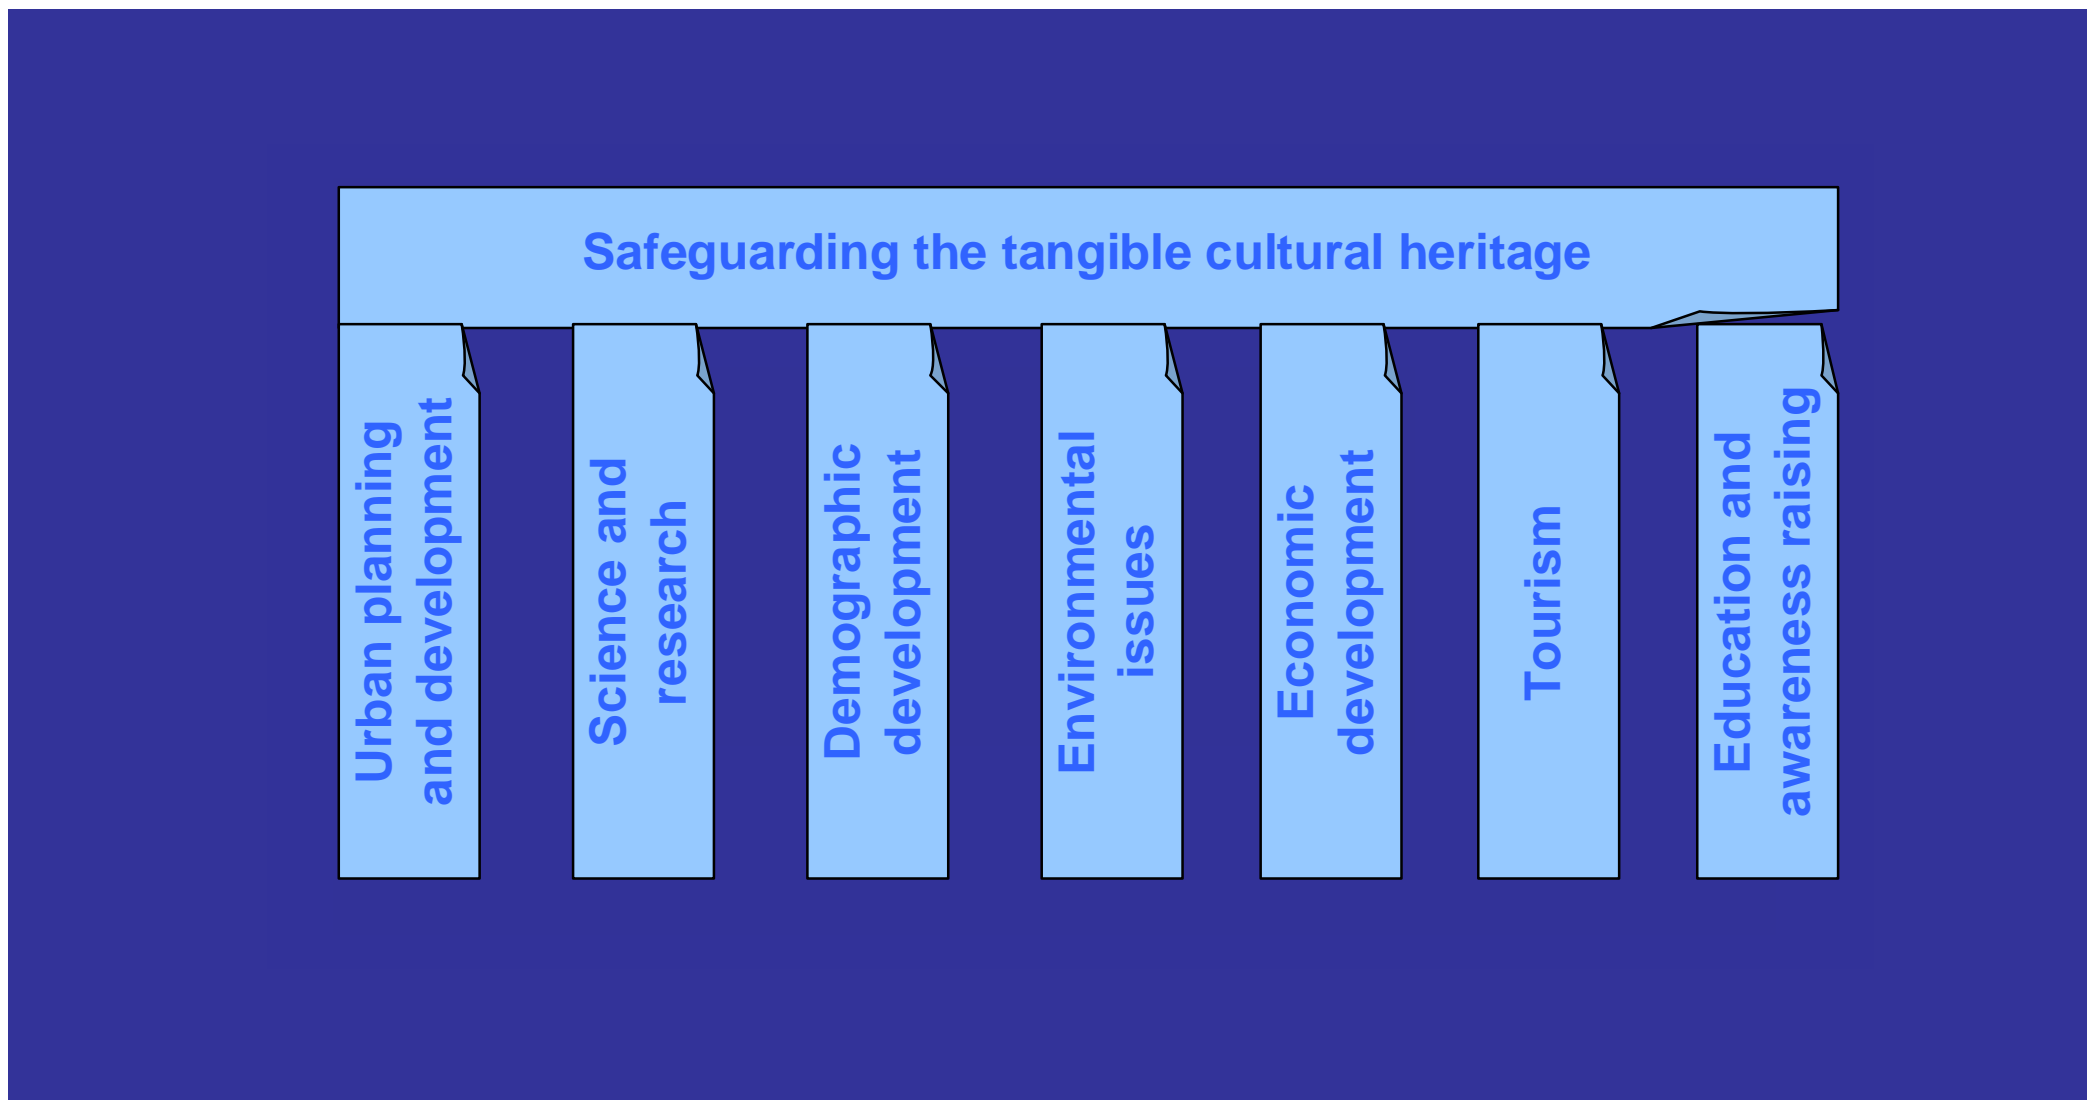 Safeguarding the tangible cultural heritage
Urban planning
and development
Science and
research
Demographic
development
Environmental
issues
Economic
development
Tourism
Education and
awareness raising